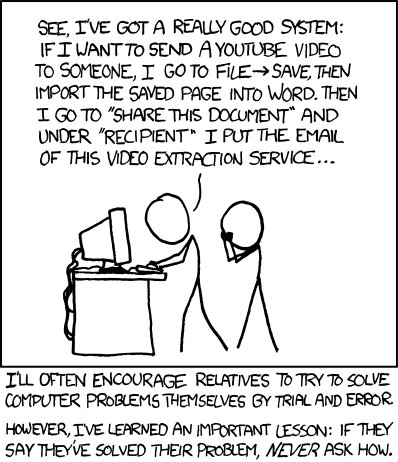 SEE, I'VE GOT A REALLY GOOD SYSTEM:
IF I WANT TO SEND A YOUTUBE VIDEO
TO SOMEONE, I GO TO FILE→SAVE, THEN
IMPORT THE SAVED PAGE INTO WORD. THEN
I GO TO "SHARE THIS DOCUMENT" AND
UNDER "RECIPIENT" I PUT THE EMAIL
OF THIS VIDEO EXTRACTION SERVICE...
I'LL OFTEN ENCOURAGE RELATIVES TO TRY TO SOLVE
COMPUTER PROBLEMS THEMSELVES BY TRIAL AND ERROR.
HOWEVER, I'VE LEARNED AN IMPORTANT LESSON: IF THEY
SAY THEY'VE SOLVED THEIR PROBLEM, NEVER ASK HOW.